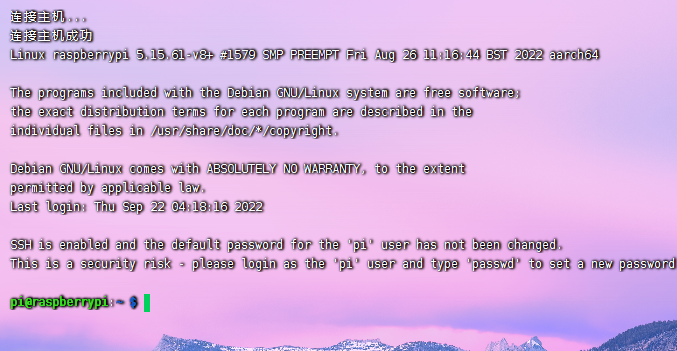 连接主机...
连接主机成功
Linux raspberrypi 5.15.61-v8+ #1579 SMP PREEMPT Fri Aug 26 11:16:44 BST 2022 aarch64
The programs included with the Debian GNU/Linux system are free software;
the exact distribution terms for each program are described in the
individual files in /usr/share/doc/*/copyright.
Debian GNU/Linux comes with ABSOLUTELY NO WARRANTY, to the extent
permitted by applicable law.
Last login: Thu Sep 22 04:18:16 2022
SSH is enabled and the default password for the 'pi' user has not been changed.
This is a security risk - please login as the 'pi' user and type 'passwd' to set a new password
pi@raspberrypi:~ $